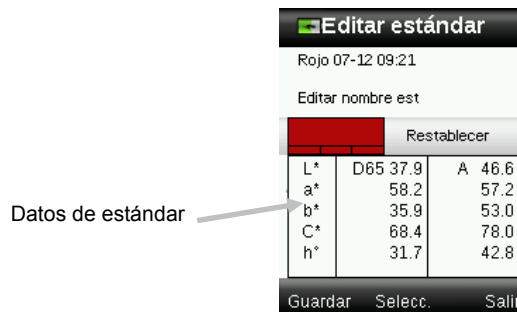 Editar estándar
Rojo 07-12 09:21
Editar nombre est
Restablecer
L* D65 37.9 A 46.6
a* 58.2 57.2
b* 35.9 53.0
C* 68.4 78.0
h° 31.7 42.8
Guardar Selecc. Salir
Datos de estándar